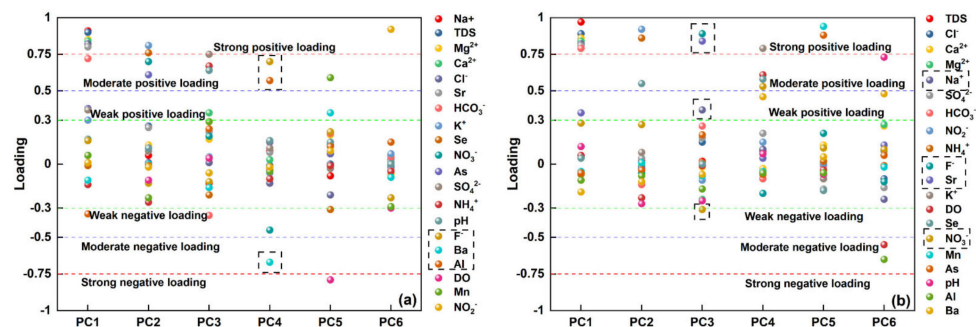 1
0.75
0.5
0.3
0
-0.3
-0.5
-0.75
-1
Loading
Strong positive loading
Moderate positive loading
Weak positive loading
Weak negative loading
Moderate negative loading
Strong negative loading
(a)
PC1 PC2 PC3 PC4 PC5 PC6
Na+
TDS
Mg²⁺
Ca²⁺
Cl⁻
Sr
HCO₃⁻
K⁺
Se
NO₃⁻
As
SO₄²⁻
NH₄⁺
pH
F⁻
Ba
Al
DO
Mn
NO₂⁻
1
0.75
0.5
0.3
0
-0.3
-0.5
-0.75
-1
Loading
Strong positive loading
Moderate positive loading
Weak positive loading
Weak negative loading
Moderate negative loading
Strong negative loading
(b)
PC1 PC2 PC3 PC4 PC5 PC6
TDS
Cl⁻
Ca²⁺
Mg²⁺
Na⁺
SO₄²⁻
HCO₃⁻
NO₂⁻
NH₄⁺
F⁻
Sr
K⁺
DO
Se
NO₃⁻
Mn
As
pH
Al
Ba